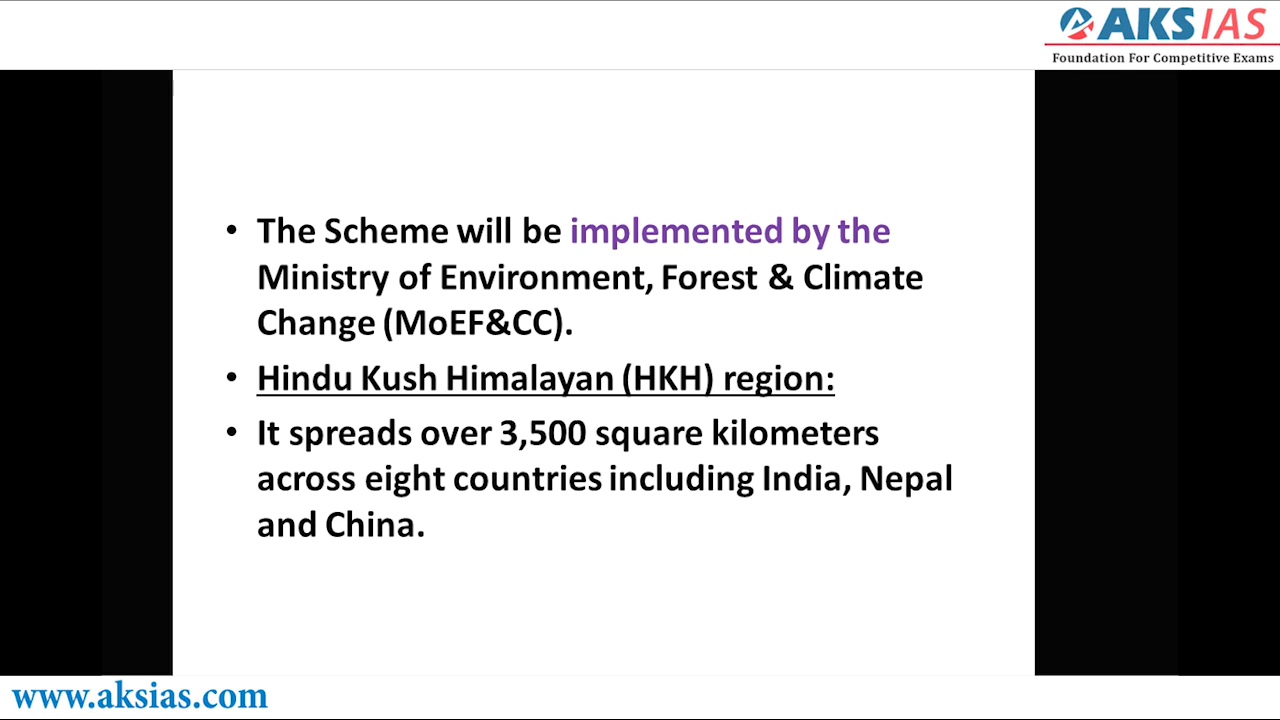 AKS IAS
Foundation For Competitive Exams
• The Scheme will be implemented by the
Ministry of Environment, Forest & Climate
Change (MoEF&CC).
• Hindu Kush Himalayan (HKH) region:
• It spreads over 3,500 square kilometers
across eight countries including India, Nepal
and China.
www.aksias.com